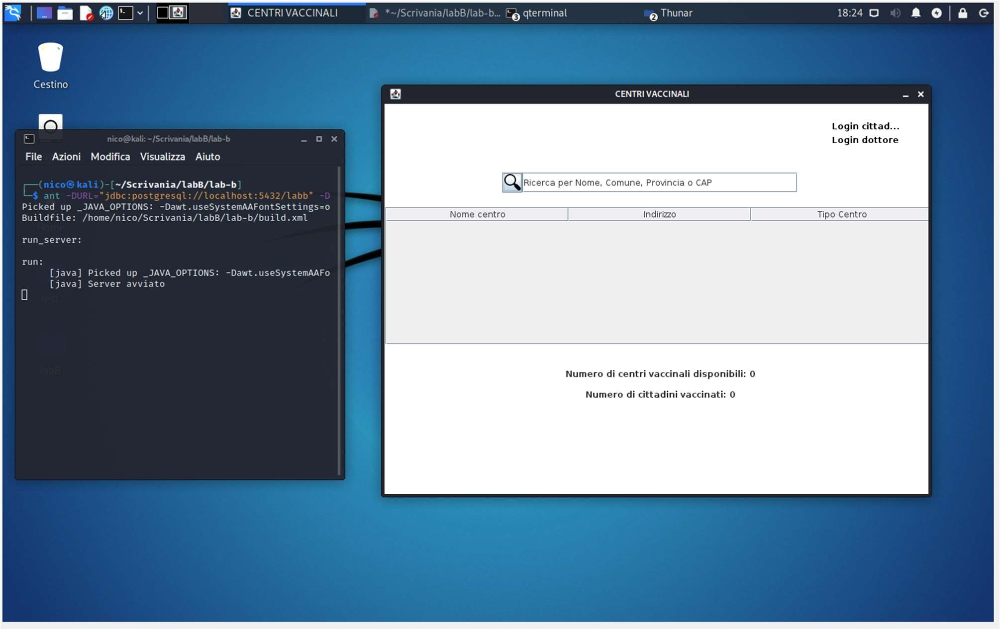 CENTRI VACCINALI
*~/Scrivania/labB/lab-b...
3 qterminal
2 Thunar
18:24
Cestino
nico@kali: ~/Scrivania/labB/lab-b
File Azioni Modifica Visualizza Aiuto
(nico㉿kali)-[~/Scrivania/labB/lab-b]
$ ant -DURL="jdbc:postgresql://localhost:5432/labb" -D
Picked up _JAVA_OPTIONS: -Dawt.useSystemAAFontSettings=o
Buildfile: /home/nico/Scrivania/labB/lab-b/build.xml
Home
run_server:
run:
[java] Picked up _JAVA_OPTIONS: -Dawt.useSystemAAFo
[java] Server avviato
test
labB
CENTRI VACCINALI
Login cittad...
Login dottore
Ricerca per Nome, Comune, Provincia o CAP
Nome centro Indirizzo Tipo Centro
Numero di centri vaccinali disponibili: 0
Numero di cittadini vaccinati: 0